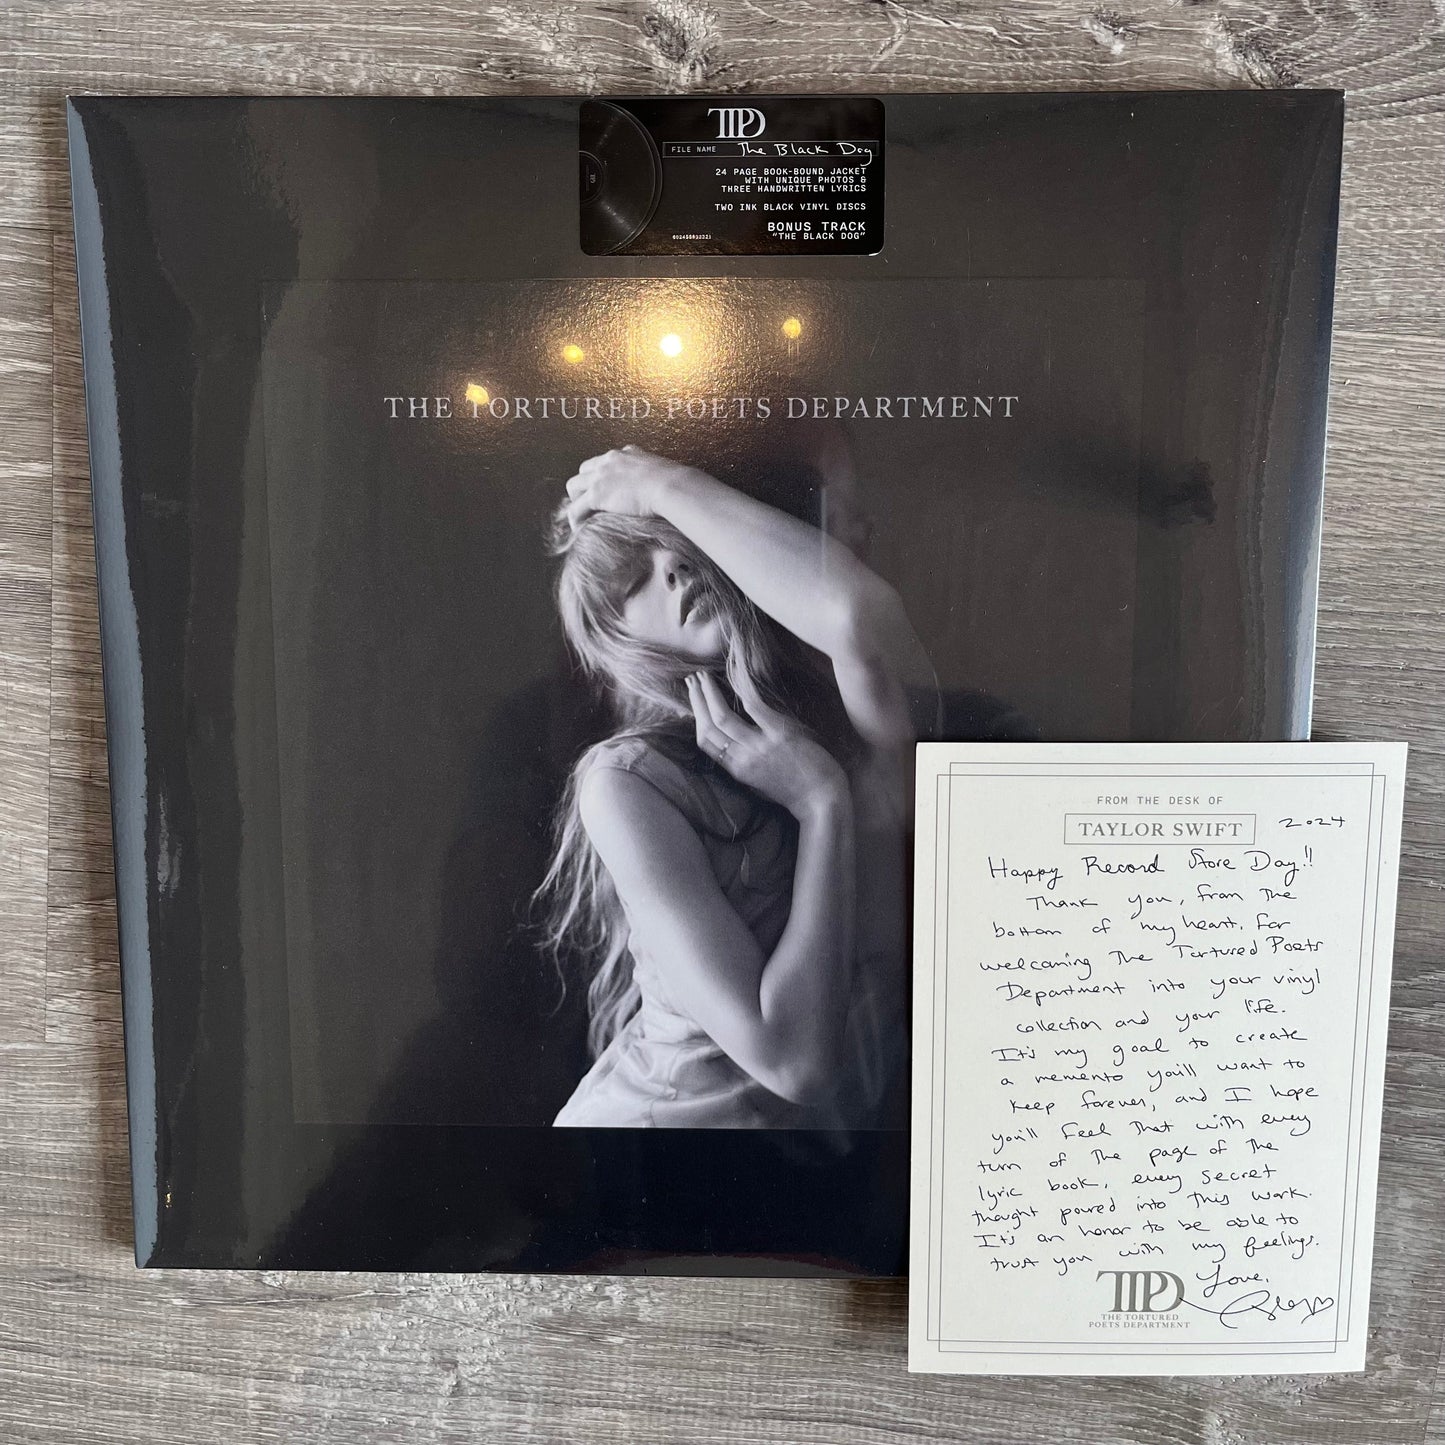 TTPD
FILE NAME The Black Dog
24 PAGE BOOK-BOUND JACKET
WITH UNIQUE PHOTOS &
THREE HANDWRITTEN LYRICS
TWO INK BLACK VINYL DISCS
BONUS TRACK
"THE BLACK DOG"
THE TORTURED POETS DEPARTMENT
FROM THE DESK OF
TAYLOR SWIFT
2024
Happy Record Store Day!!
Thank you, from the
bottom of my heart, for
welcoming The Tortured Poets
Department into your vinyl
collection and your life.
It's my goal to create
a memento you'll want to
keep forever, and I hope
you'll feel that with every
turn of the page of the
lyric book, every secret
thought poured into this work.
It's an honor to be able to
trust you with my feelings.
Love,
TTPD
THE TORTURED
POETS DEPARTMENT